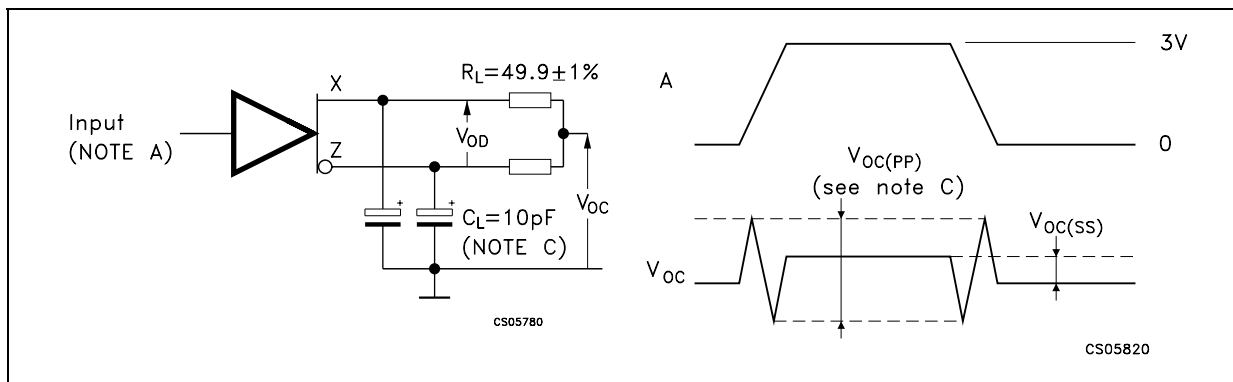 Input
(NOTE A)
X
Z
V_OD
R_L=49.9±1%
V_OC
C_L=10pF
(NOTE C)
+
+
CS05780
A
3V
0
V_OC(PP)
(see note C)
V_OC(SS)
V_OC
CS05820